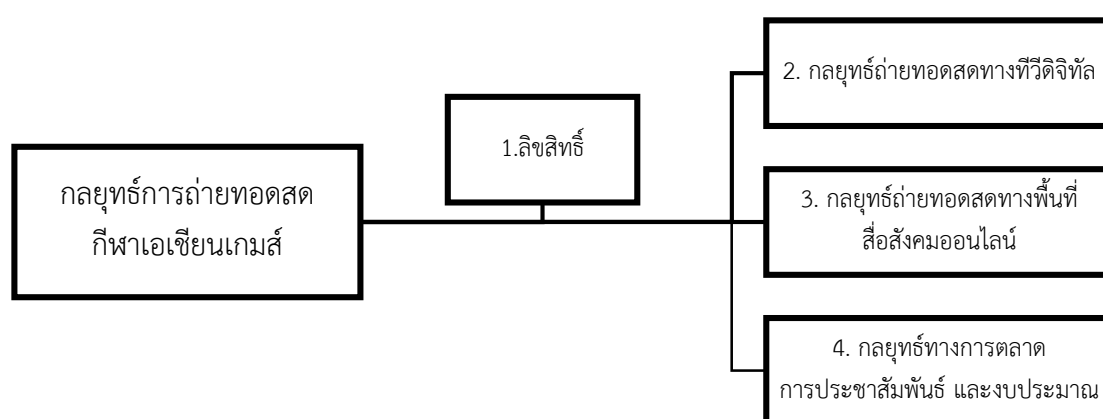 กลยุทธ์การถ่ายทอดสด
กีฬาเอเชียนเกมส์
1.ลิขสิทธิ์
2. กลยุทธ์ถ่ายทอดสดทางทีวีดิจิทัล
3. กลยุทธ์ถ่ายทอดสดทางพื้นที่
สื่อสังคมออนไลน์
4. กลยุทธ์ทางการตลาด
การประชาสัมพันธ์ และงบประมาณ